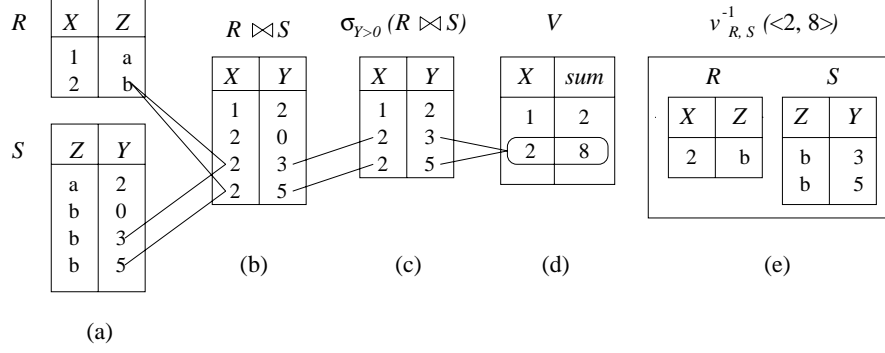 R
X Z
1 a
2 b
S
Z Y
a 2
b 0
b 3
b 5
(a)
R ⋈ S
X Y
1 2
2 0
2 3
2 5
(b)
σY>0 (R ⋈ S)
X Y
1 2
2 3
2 5
(c)
V
X sum
1 2
2 8
(d)
v-1R, S (<2, 8>)
R
X Z
2 b
S
Z Y
b 3
b 5
(e)